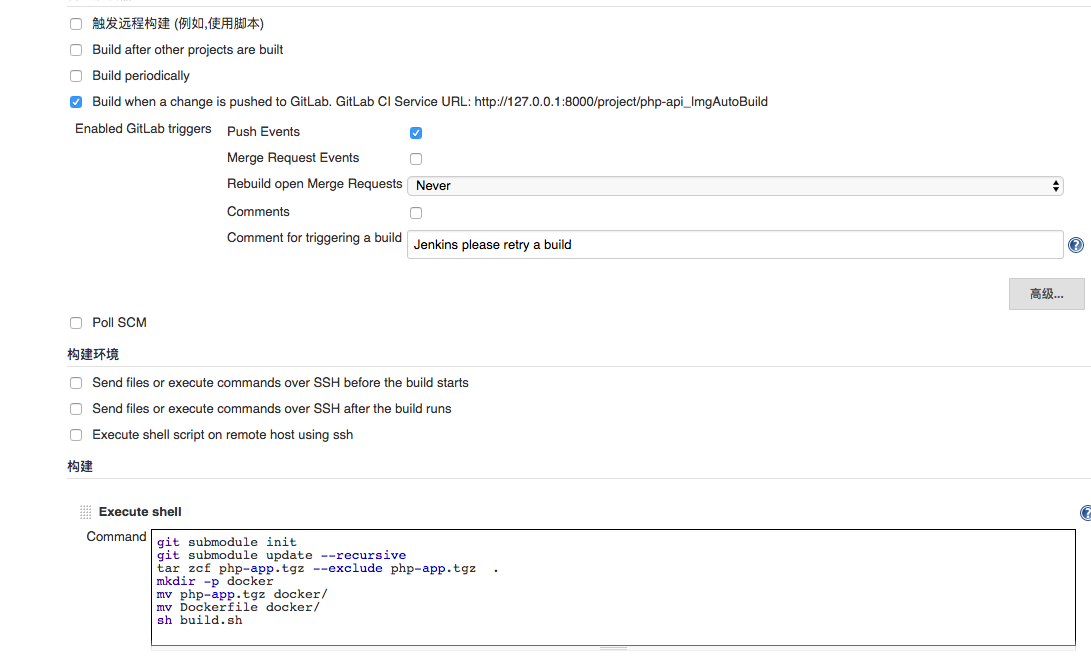 触发远程构建 (例如,使用脚本)
Build after other projects are built
Build periodically
Build when a change is pushed to GitLab. GitLab CI Service URL: http://127.0.0.1:8000/project/php-api_ImgAutoBuild
Enabled GitLab triggers
Push Events
Merge Request Events
Rebuild open Merge Requests
Never
Comments
Comment for triggering a build
Jenkins please retry a build
高级...
Poll SCM
构建环境
Send files or execute commands over SSH before the build starts
Send files or execute commands over SSH after the build runs
Execute shell script on remote host using ssh
构建
Execute shell
Command
git submodule init
git submodule update --recursive
tar zcf php-app.tgz --exclude php-app.tgz  .
mkdir -p docker
mv php-app.tgz docker/
mv Dockerfile docker/
sh build.sh